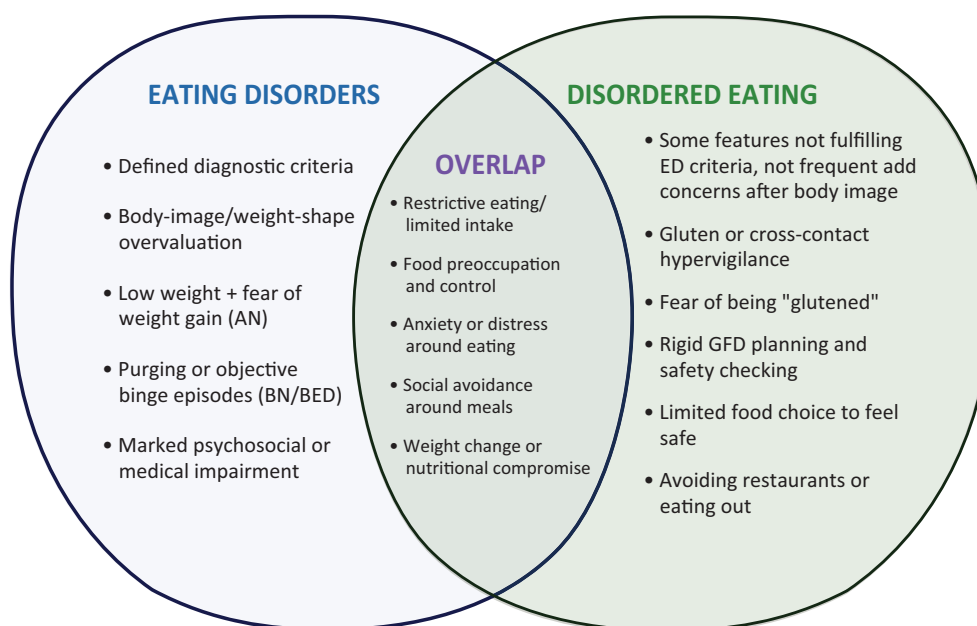 EATING DISORDERS
• Defined diagnostic criteria
• Body-image/weight-shape
overvaluation
• Low weight + fear of
weight gain (AN)
• Purging or objective
binge episodes (BN/BED)
• Marked psychosocial or
medical impairment
OVERLAP
• Restrictive eating/
limited intake
• Food preoccupation
and control
• Anxiety or distress
around eating
• Social avoidance
around meals
• Weight change or
nutritional compromise
DISORDERED EATING
• Some features not fulfilling
ED criteria, not frequent add
concerns after body image
• Gluten or cross-contact
hypervigilance
• Fear of being "glutened"
• Rigid GFD planning and
safety checking
• Limited food choice to feel
safe
• Avoiding restaurants or
eating out